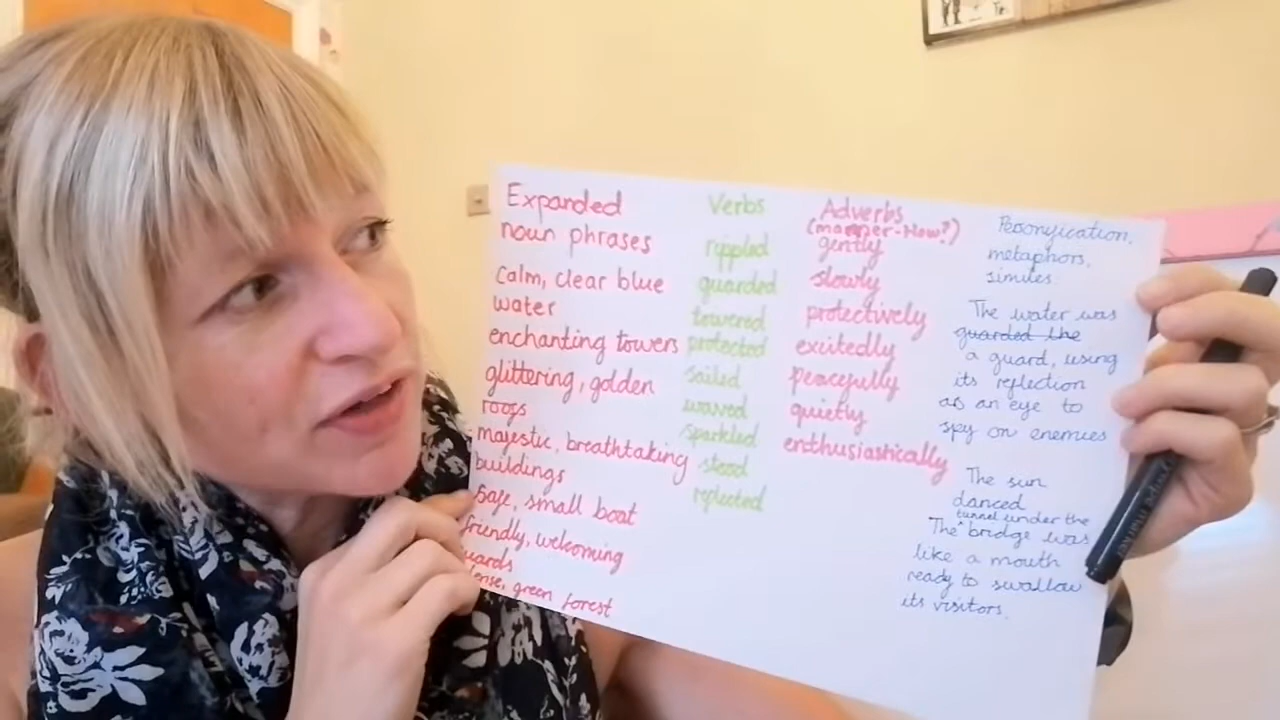 Expanded
noun phrases
Calm, clear blue
water
enchanting towers
glittering, golden
roofs
majestic, breathtaking
buildings
safe, small boat
friendly, welcoming
green forest
Verbs
rippled
guarded
towered
protected
sailed
waved
sparkled
stood
reflected
Adverbs
(manner-How?)
gently
slowly
protectively
excitedly
peacefully
quietly
enthusiastically
Personyication,
metaphors,
similes.
The water was
guarded the
a guard, using
its reflection
as an eye to
spy on enemies
The sun
danced
tunnel under the
The bridge was
like a mouth
ready to swallow
its visitors.